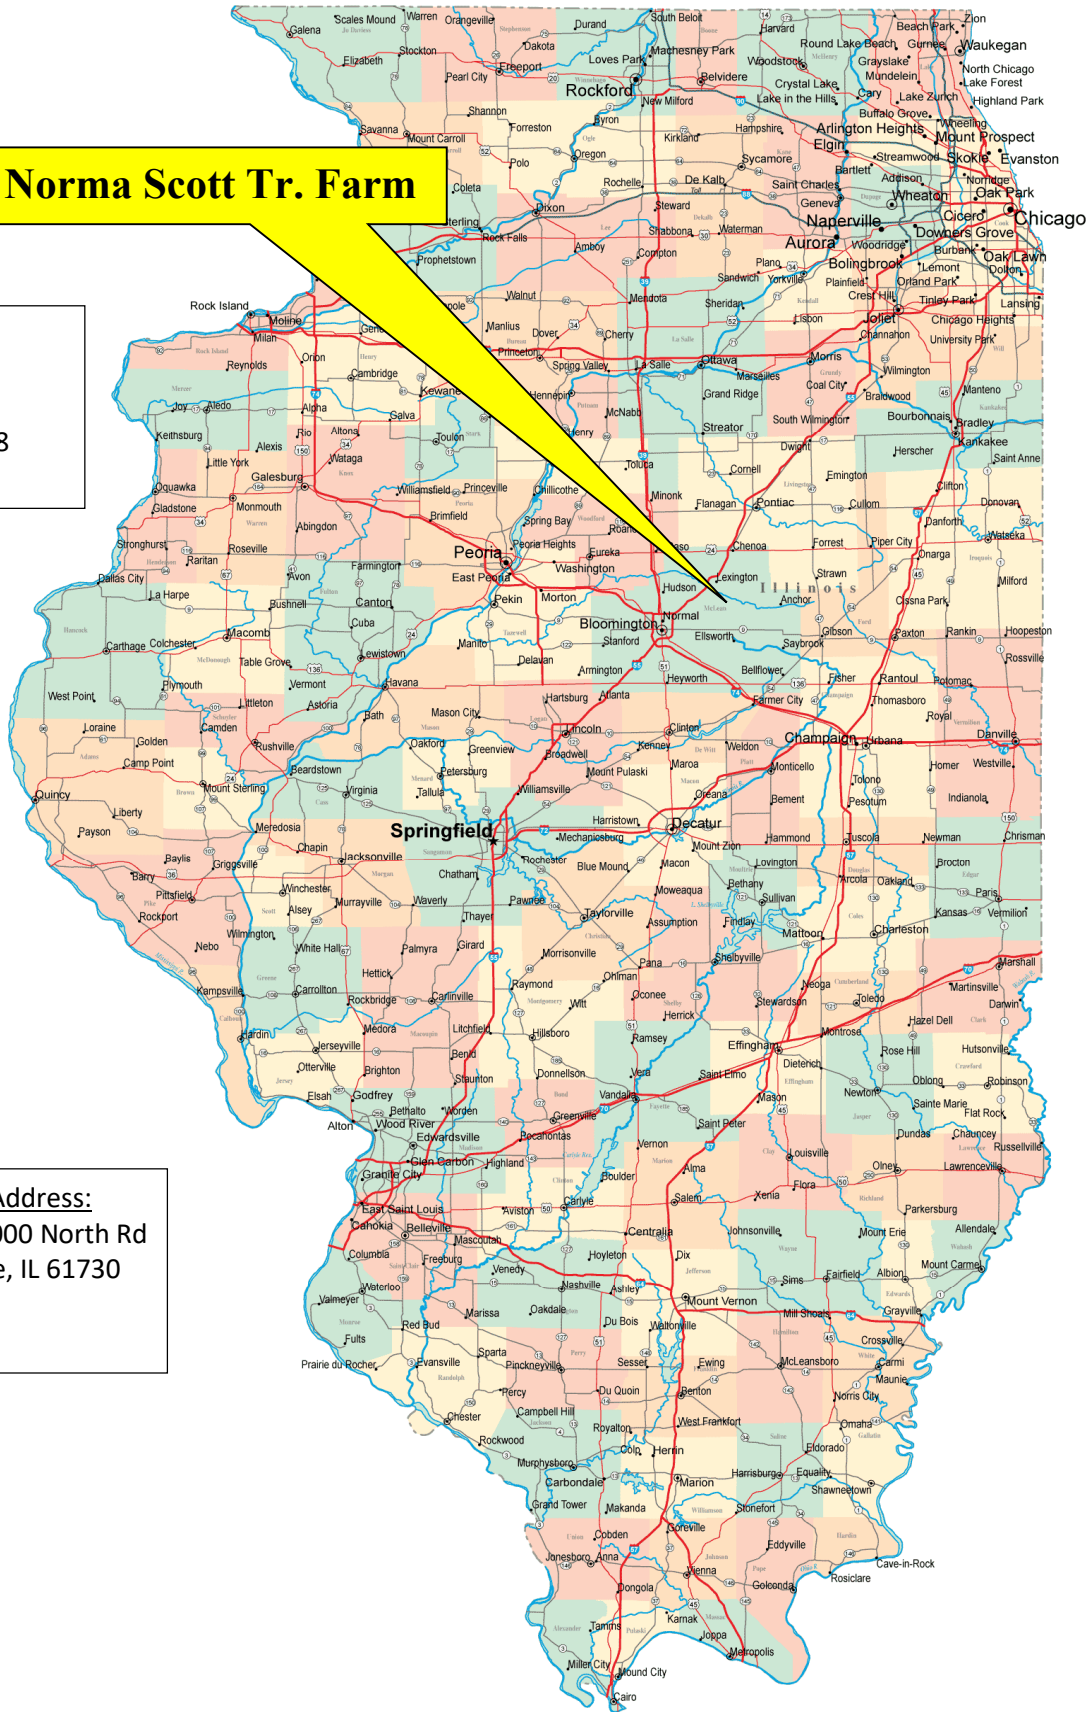 Norma Scott Tr. Farm
8
Address:
000 North Rd
e, IL 61730
Galena
Scales Mound
Warren
Orangeville
Durand
South Beloit
Harvard
Zion
Beach Park
Dakota
Stockton
Elizabeth
Freeport
Pearl City
Loves Park
Machesney Park
Rockford
Belvidere
Woodstock
Round Lake Beach
Gurnee
Waukegan
Grayslake
Mundelein
North Chicago
Lake Forest
Crystal Lake
Lake in the Hills
Cary
Lake Zurich
Highland Park
Buffalo Grove
Wheeling
New Milford
Shannon
Forreston
Byron
Savanna
Mount Carroll
Kirkland
Hampshire
Arlington Heights
Mount Prospect
Elgin
Streamwood
Skokie
Evanston
Polo
Oregon
Sycamore
Bartlett
Addison
Norridge
Coleta
Rochelle
De Kalb
Saint Charles
Geneva
Wheaton
Oak Park
Cicero
Chicago
Dixon
Steward
Naperville
Downers Grove
Sterling
Rock Falls
Shabbona
Waterman
Aurora
Woodridge
Burbank
Oak Lawn
Amboy
Compton
Prophetstown
Plano
Sandwich
Yorkville
Bolingbrook
Lemont
Dolton
Plainfield
Orland Park
Walnut
Mendota
Sheridan
Crest Hill
Tinley Park
Lansing
Rock Island
Moline
Milan
Lisbon
Joliet
Chicago Heights
Manlius
Dover
Cherry
Channahon
University Park
Princeton
Orion
Reynolds
Cambridge
Spring Valley
La Salle
Ottawa
Marseilles
Morris
Wilmington
Coal City
Manteno
Kewanee
Hennepin
Grand Ridge
Braidwood
Joy
Aledo
Alpha
Galva
McNabb
South Wilmington
Bourbonnais
Bradley
Kankakee
Keithsburg
Rio
Altona
Toulon
Henry
Streator
Dwight
Herscher
Saint Anne
Alexis
Wataga
Little York
Toluca
Cornell
Emington
Clifton
Oquawka
Galesburg
Williamsfield
Princeville
Chillicothe
Minonk
Flanagan
Pontiac
Cullom
Donovan
Gladstone
Monmouth
Abingdon
Brimfield
Spring Bay
Danforth
Watseka
Stronghurst
Raritan
Roseville
Peoria
Peoria Heights
Eureka
Chenoa
Forrest
Piper City
Onarga
Dallas City
Avon
Farmington
East Peoria
Washington
Lexington
Strawn
Milford
La Harpe
Bushnell
Canton
Pekin
Morton
Hudson
Illinois
Anchor
Cissna Park
Cuba
Normal
Bloomington
Carthage
Colchester
Macomb
Lewistown
Manito
Stanford
Ellsworth
Gibson
Saybrook
Paxton
Rankin
Hoopeston
Table Grove
Delavan
Armington
Heyworth
Bellflower
Rossville
West Point
Plymouth
Vermont
Havana
Fisher
Rantoul
Potomac
Littleton
Astoria
Bath
Hartsburg
Atlanta
Farmer City
Thomasboro
Loraine
Camden
Mason City
Lincoln
Clinton
Royal
Golden
Rushville
Oakford
Greenview
Broadwell
Kenney
Weldon
Champaign
Urbana
Danville
Camp Point
Beardstown
Petersburg
Mount Pulaski
Maroa
Monticello
Homer
Westville
Quincy
Mount Sterling
Virginia
Tallula
Williamsville
Oreana
Bement
Tolono
Pesotum
Indianola
Liberty
Payson
Meredosia
Springfield
Harristown
Decatur
Mechanicsburg
Mount Zion
Hammond
Tuscola
Newman
Chrisman
Baylis
Chapin
Jacksonville
Rochester
Blue Mound
Macon
Lovington
Brocton
Barry
Griggsville
Chatham
Bethany
Arcola
Oakland
Pittsfield
Winchester
Moweaqua
Sullivan
Paris
Rockport
Alsey
Murrayville
Waverly
Pawnee
Taylorville
Assumption
Findlay
Kansas
Vermilion
Wilmington
Thayer
Mattoon
Charleston
Nebo
White Hall
Palmyra
Girard
Morrisonville
Pana
Shelbyville
Marshall
Kampsville
Carrollton
Hettick
Rockbridge
Carlinville
Raymond
Ohlman
Oconee
Neoga
Martinsville
Witt
Herrick
Stewardson
Toledo
Darwin
Hardin
Medora
Litchfield
Hillsboro
Ramsey
Effingham
Montrose
Hazel Dell
Jerseyville
Benld
Rose Hill
Hutsonville
Otterville
Brighton
Staunton
Donnellson
Vera
Saint Elmo
Dieterich
Oblong
Robinson
Elsah
Godfrey
Vandalia
Mason
Newton
Sainte Marie
Flat Rock
Alton
Bethalto
Worden
Wood River
Greenville
Saint Peter
Edwardsville
Pocahontas
Vernon
Dundas
Chauncey
Russellville
Glen Carbon
Highland
Granite City
Boulder
Alma
Louisville
Olney
Lawrenceville
East Saint Louis
Cahokia
Aviston
Carlyle
Salem
Xenia
Flora
Parkersburg
Belleville
Mascoutah
Centralia
Johnsonville
Mount Erie
Allendale
Columbia
Freeburg
Venedy
Hoyleton
Dix
Mount Carmel
Waterloo
Nashville
Ashley
Sims
Fairfield
Albion
Valmeyer
Marissa
Oakdale
Mount Vernon
Mill Shoals
Grayville
Fults
Red Bud
Du Bois
Waltonville
Crossville
Prairie du Rocher
Evansville
Sparta
Pinckneyville
Sesser
Ewing
McLeansboro
Carmi
Maunie
Percy
Du Quoin
Benton
Norris City
Chester
Campbell Hill
Royalton
West Frankfort
Omaha
Rockwood
Colp
Herrin
Eldorado
Murphysboro
Carbondale
Marion
Harrisburg
Equality
Shawneetown
Grand Tower
Makanda
Stonefort
Cobden
Goreville
Eddyville
Jonesboro
Anna
Cave-in-Rock
Rosiclare
Dongola
Vienna
Golconda
Karnak
Tamms
Joppa
Metropolis
Miller City
Mound City
Cairo